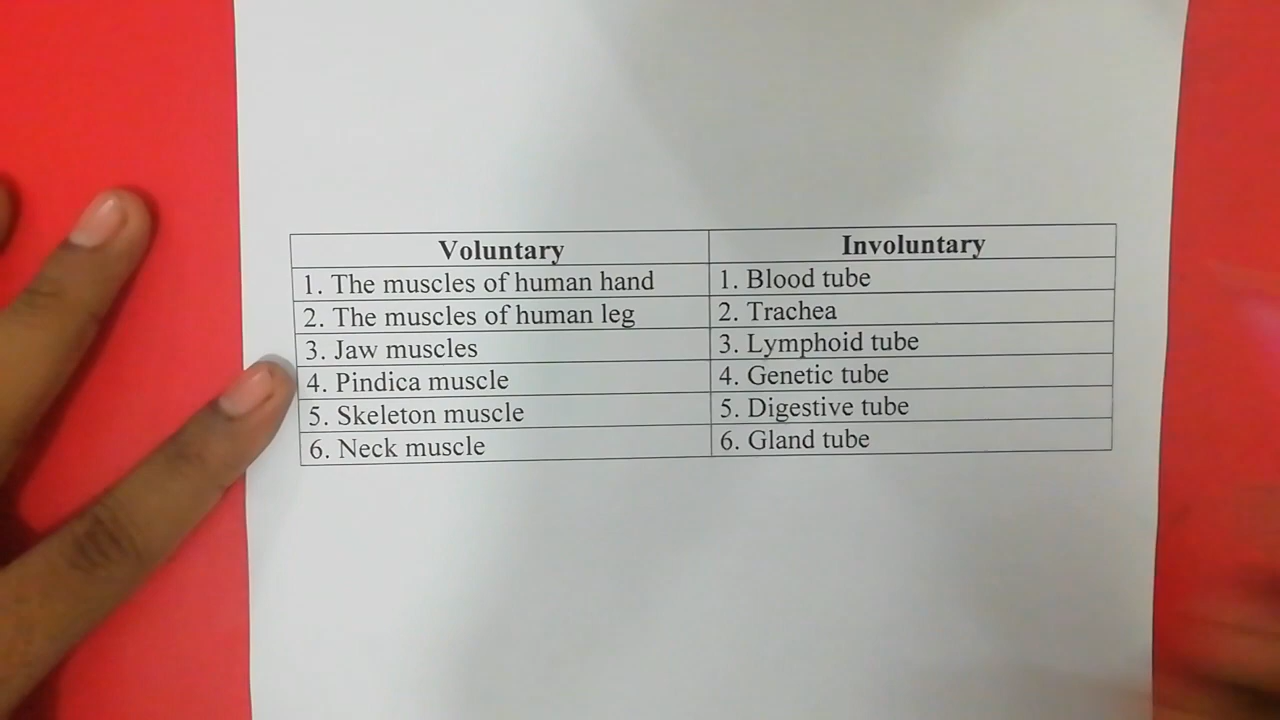 Voluntary Involuntary
1. The muscles of human hand 1. Blood tube
2. The muscles of human leg 2. Trachea
3. Jaw muscles 3. Lymphoid tube
4. Pindica muscle 4. Genetic tube
5. Skeleton muscle 5. Digestive tube
6. Neck muscle 6. Gland tube